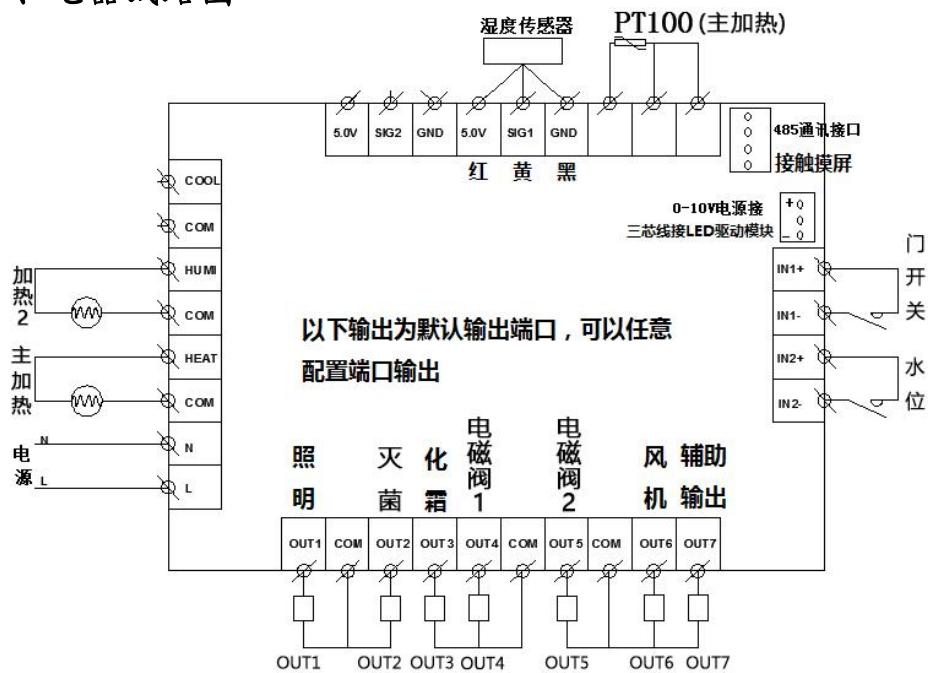 湿度传感器
PT100 (主加热)
5.0V SIG2 GND 5.0V SIG1 GND
红 黄 黑
485通讯接口
接触摸屏
0-10V电源接
三芯线接LED驱动模块
+
-
COOL
COM
HUMI
COM
HEAT
COM
N
L
加热2
主加热
电源
N
L
IN1+
IN1-
IN2+
IN2-
门开关
水位
以下输出为默认输出端口，可以任意
配置端口输出
照明 灭菌 化霜 电磁阀1 电磁阀2 风机 辅助输出
OUT1 COM OUT2 OUT3 OUT4 COM OUT5 COM OUT6 OUT7
OUT1 OUT2 OUT3 OUT4 OUT5 OUT6 OUT7